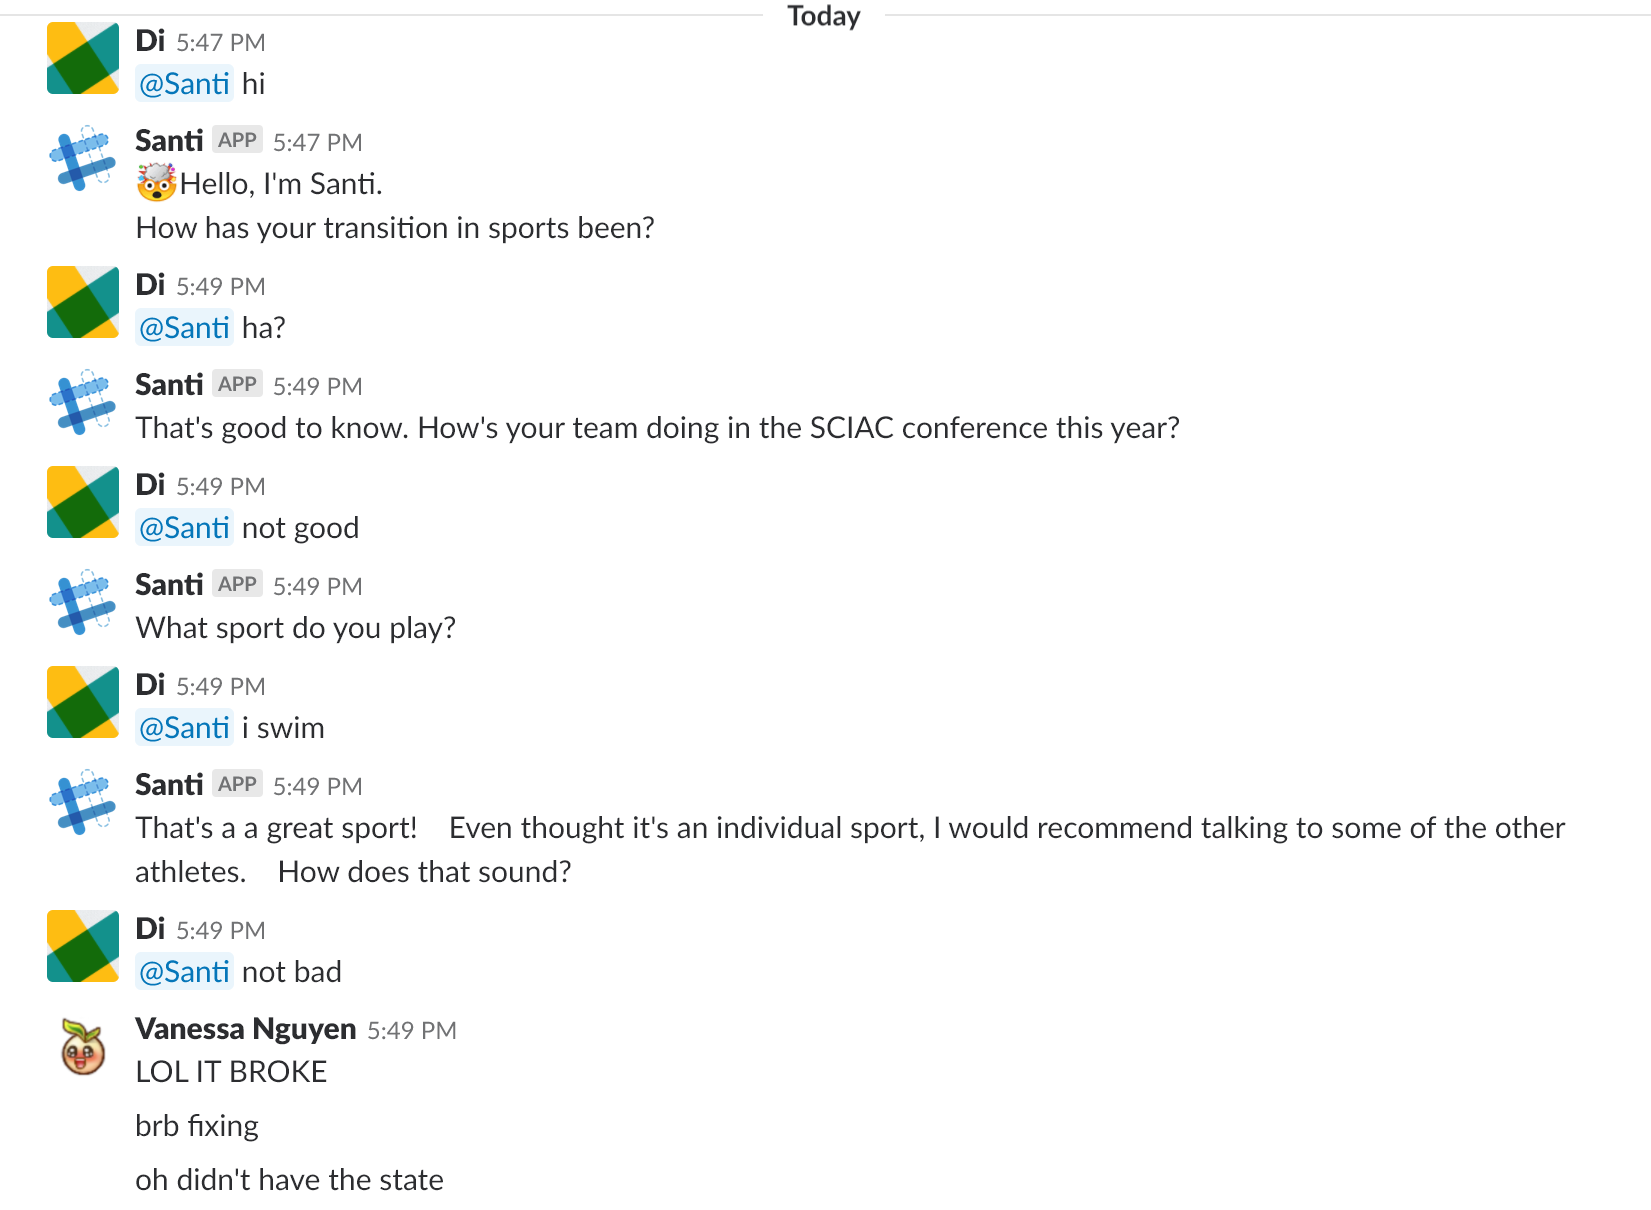 Today
Di 5:47 PM
@Santi hi
Santi APP 5:47 PM
🤯Hello, I'm Santi.
How has your transition in sports been?
Di 5:49 PM
@Santi ha?
Santi APP 5:49 PM
That's good to know. How's your team doing in the SCIAC conference this year?
Di 5:49 PM
@Santi not good
Santi APP 5:49 PM
What sport do you play?
Di 5:49 PM
@Santi i swim
Santi APP 5:49 PM
That's a a great sport!    Even thought it's an individual sport, I would recommend talking to some of the other
athletes.    How does that sound?
Di 5:49 PM
@Santi not bad
Vanessa Nguyen 5:49 PM
LOL IT BROKE
brb fixing
oh didn't have the state